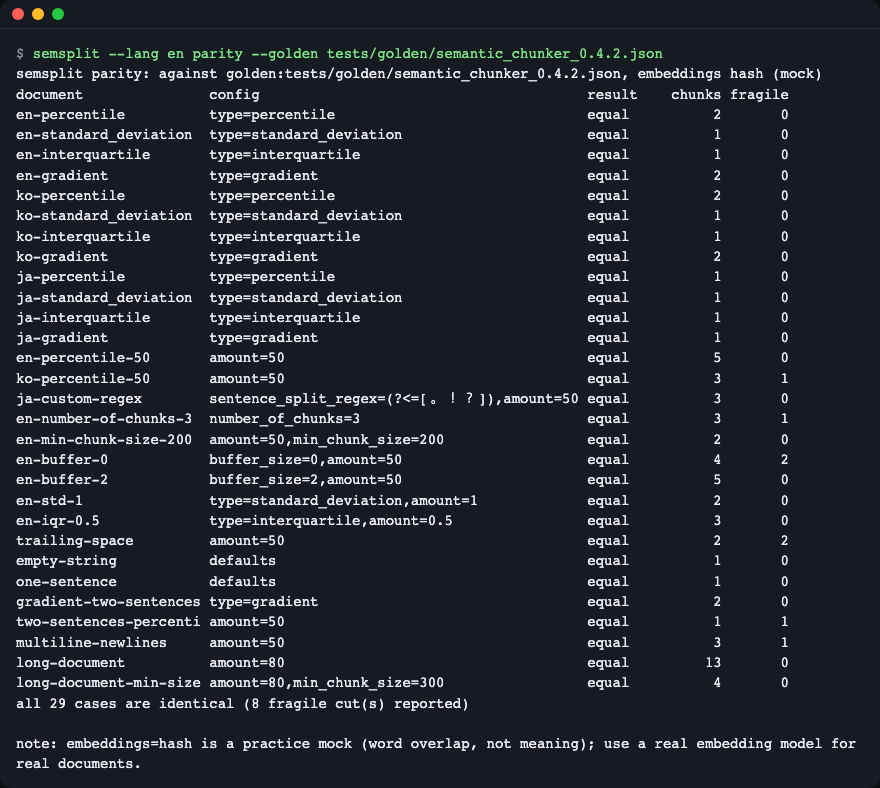 $ semsplit --lang en parity --golden tests/golden/semantic_chunker_0.4.2.json
semsplit parity: against golden:tests/golden/semantic_chunker_0.4.2.json, embeddings hash (mock)
document config result chunks fragile
en-percentile type=percentile equal 2 0
en-standard_deviation type=standard_deviation equal 1 0
en-interquartile type=interquartile equal 1 0
en-gradient type=gradient equal 2 0
ko-percentile type=percentile equal 2 0
ko-standard_deviation type=standard_deviation equal 1 0
ko-interquartile type=interquartile equal 1 0
ko-gradient type=gradient equal 2 0
ja-percentile type=percentile equal 1 0
ja-standard_deviation type=standard_deviation equal 1 0
ja-interquartile type=interquartile equal 1 0
ja-gradient type=gradient equal 1 0
en-percentile-50 amount=50 equal 5 0
ko-percentile-50 amount=50 equal 3 1
ja-custom-regex sentence_split_regex=(?<=[。！？]),amount=50 equal 3 0
en-number-of-chunks-3 number_of_chunks=3 equal 3 1
en-min-chunk-size-200 amount=50,min_chunk_size=200 equal 2 0
en-buffer-0 buffer_size=0,amount=50 equal 4 2
en-buffer-2 buffer_size=2,amount=50 equal 5 0
en-std-1 type=standard_deviation,amount=1 equal 2 0
en-iqr-0.5 type=interquartile,amount=0.5 equal 3 0
trailing-space amount=50 equal 2 2
empty-string defaults equal 1 0
one-sentence defaults equal 1 0
gradient-two-sentences type=gradient equal 2 0
two-sentences-percenti amount=50 equal 1 1
multiline-newlines amount=50 equal 3 1
long-document amount=80 equal 13 0
long-document-min-size amount=80,min_chunk_size=300 equal 4 0
all 29 cases are identical (8 fragile cut(s) reported)
note: embeddings=hash is a practice mock (word overlap, not meaning); use a real embedding model for
real documents.